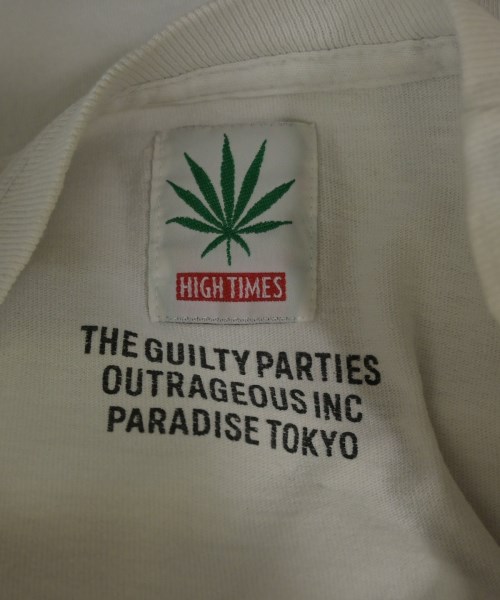 HIGH TIMES
THE GUILTY PARTIES
OUTRAGEOUS INC
PARADISE TOKYO